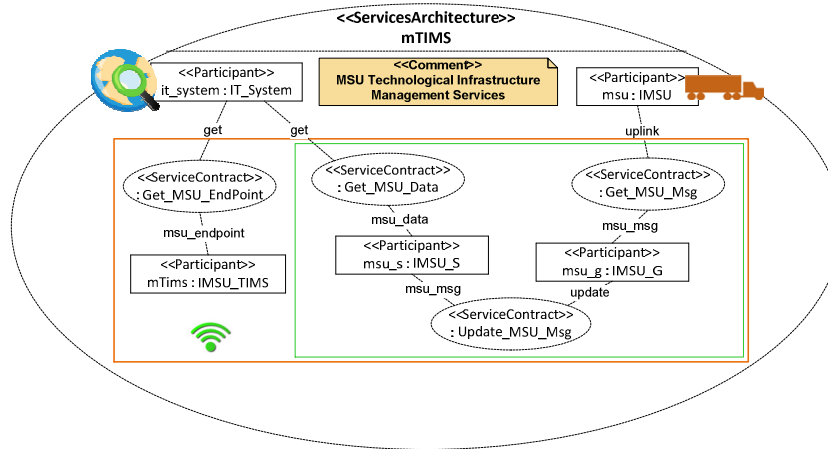 <<ServicesArchitecture>>
mTIMS
<<Participant>>
it_system : IT_System
<<Comment>>
MSU Technological Infrastructure
Management Services
<<Participant>>
msu : IMSU
get
get
uplink
<<ServiceContract>>
: Get_MSU_EndPoint
<<ServiceContract>>
: Get_MSU_Data
<<ServiceContract>>
: Get_MSU_Msg
msu_endpoint
msu_data
msu_msg
<<Participant>>
mTims : IMSU_TIMS
<<Participant>>
msu_s : IMSU_S
<<Participant>>
msu_g : IMSU_G
msu_msg
update
<<ServiceContract>>
: Update_MSU_Msg